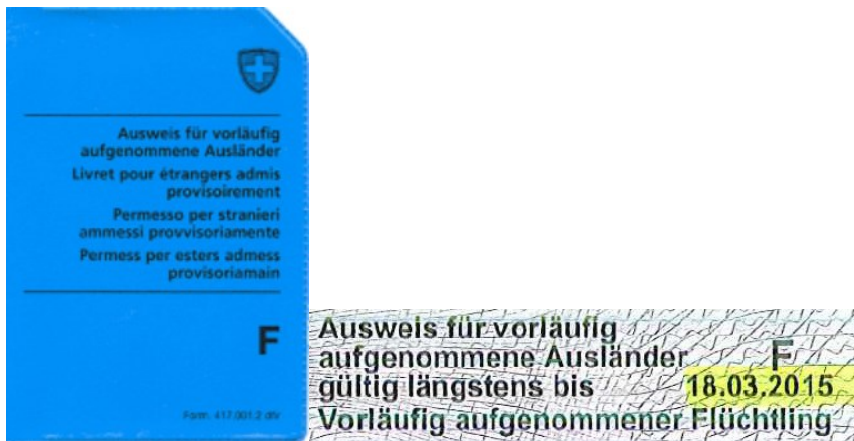 Ausweis für vorläufig
aufgenommene Ausländer
Livret pour étrangers admis
provisoirement
Permesso per stranieri
ammessi provvisoriamente
Permess per esters admess
provisoriamain
F
Form. 417.001.2 dfir
Ausweis für vorläufig
aufgenommene Ausländer F
gültig längstens bis 18.03.2015
Vorläufig aufgenommener Flüchtling